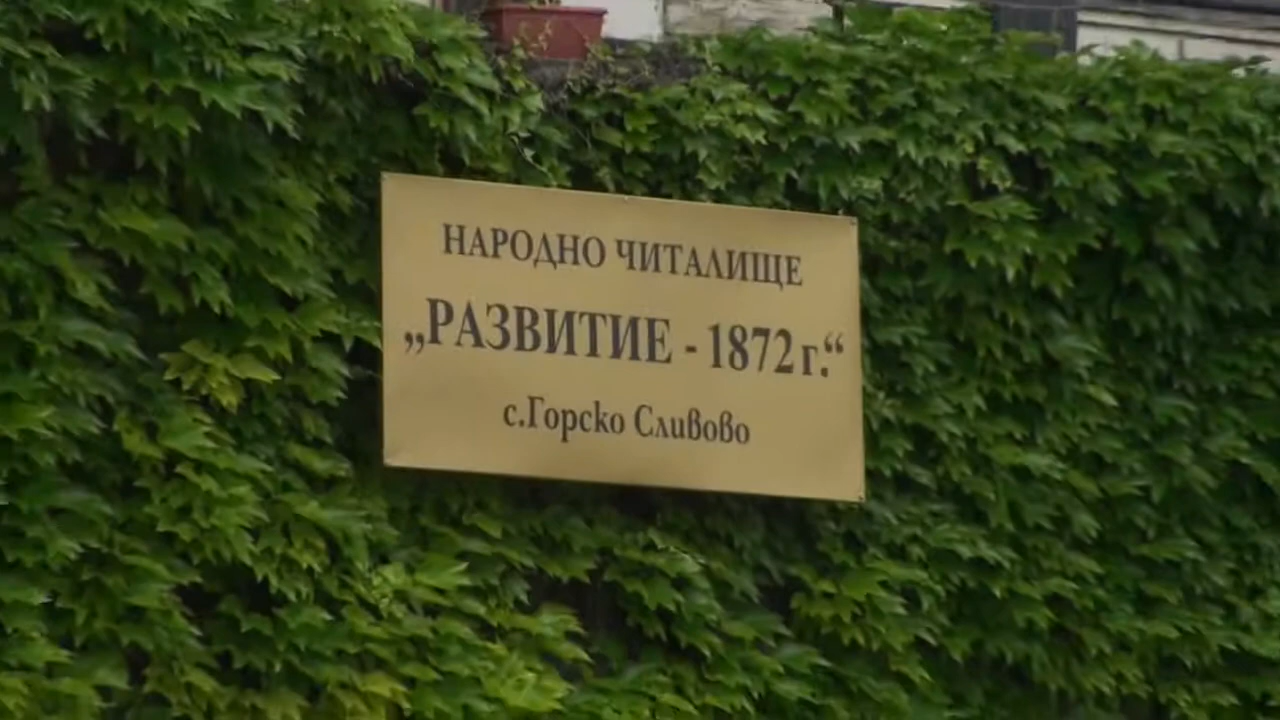 НАРОДНО ЧИТАЛИЩЕ
„РАЗВИТИЕ - 1872 г.“
с.Горско Сливово